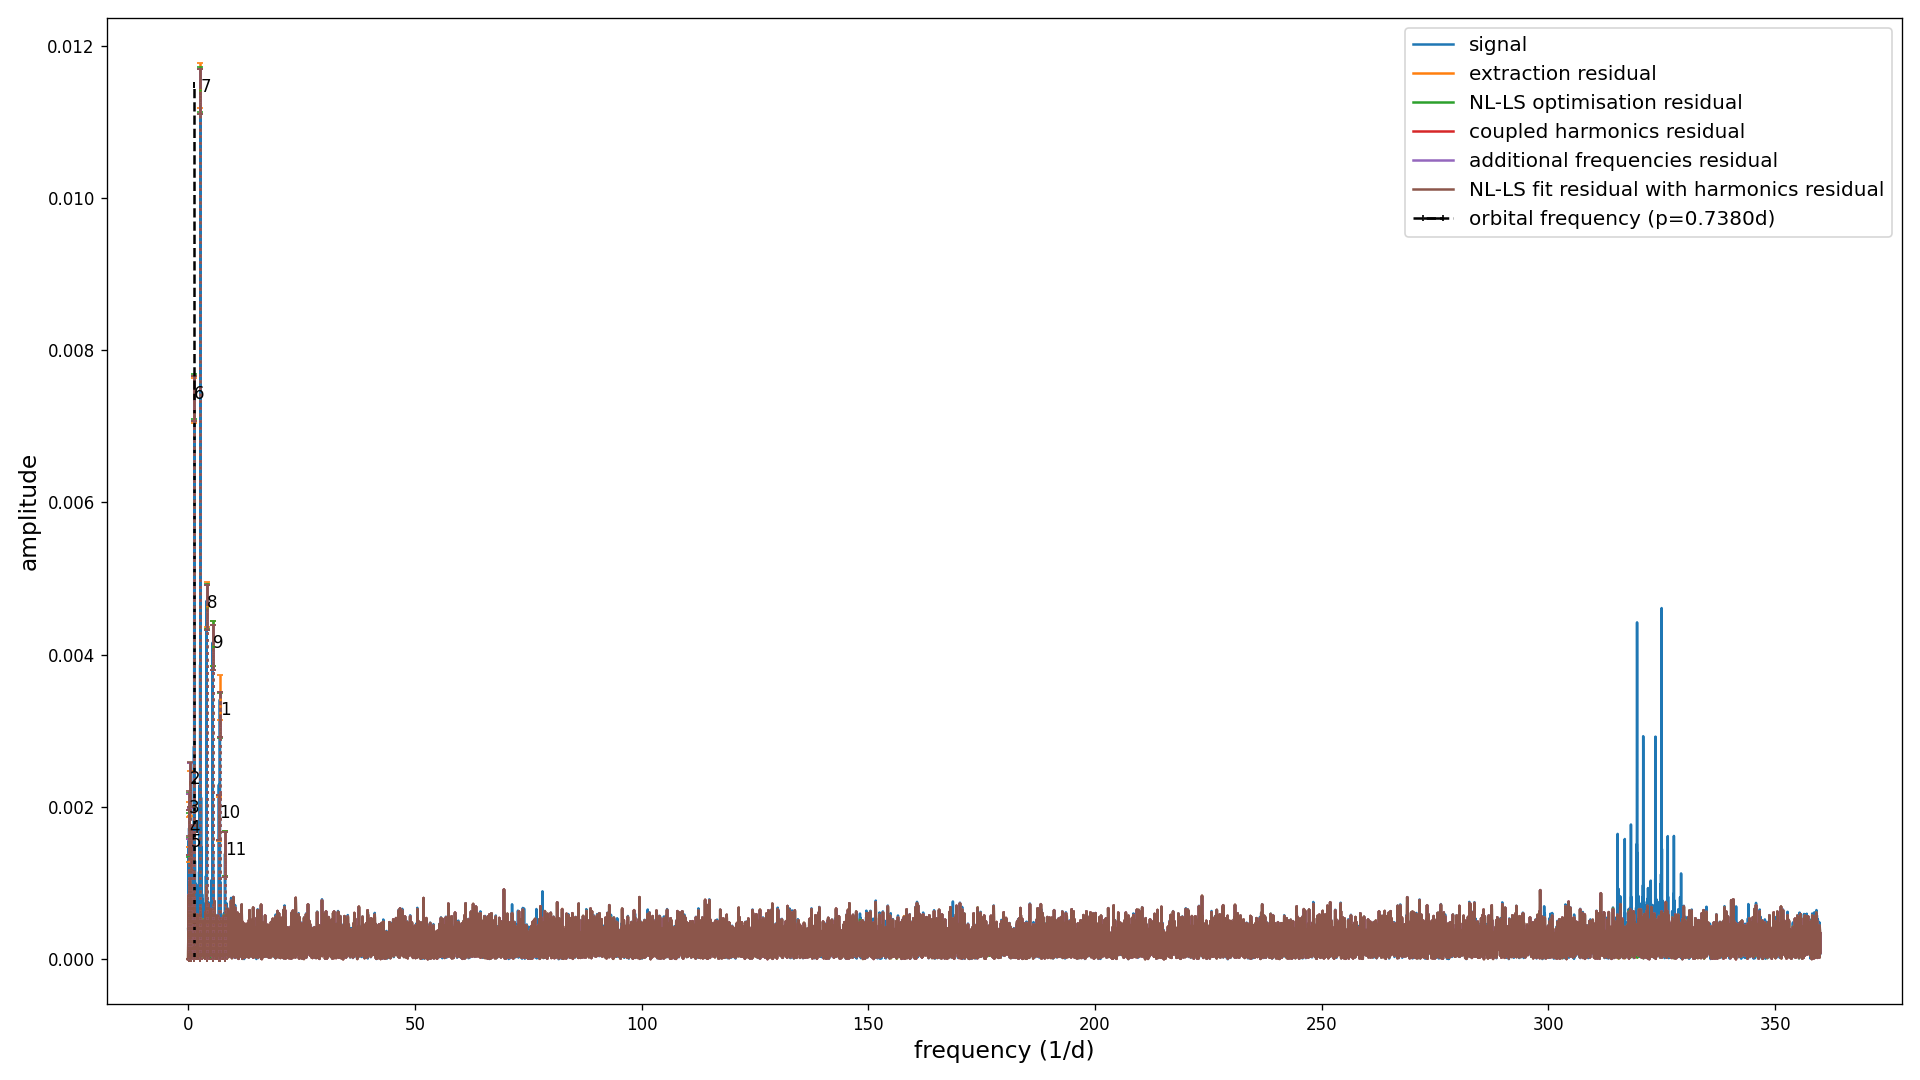 0.012
0.010
0.008
0.006
0.004
0.002
0.000
amplitude
7
6
8
9
1
2
3
4
5
10
11
signal
extraction residual
NL-LS optimisation residual
coupled harmonics residual
additional frequencies residual
NL-LS fit residual with harmonics residual
orbital frequency (p=0.7380d)
0 50 100 150 200 250 300 350
frequency (1/d)